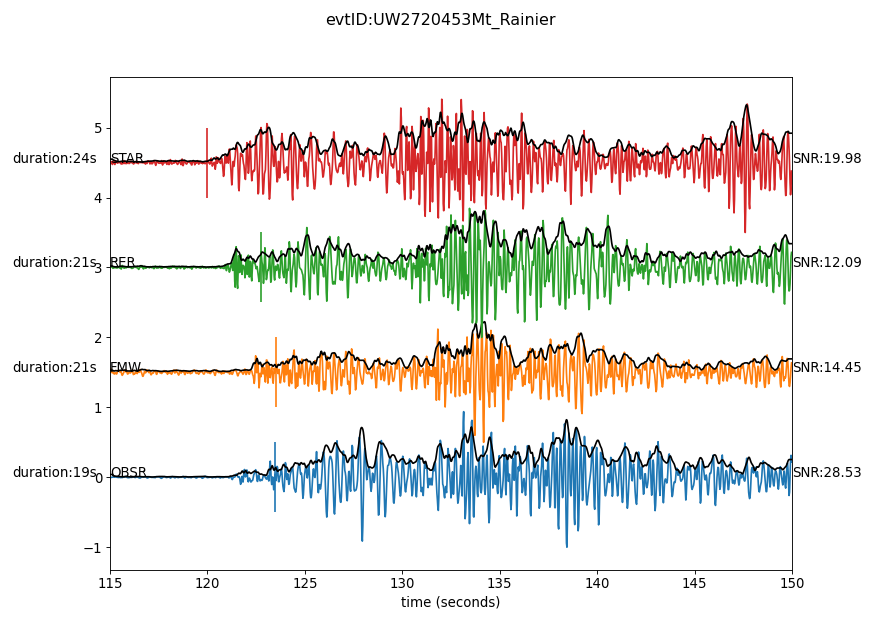 evtID:UW2720453Mt_Rainier
5
duration:24s STAR SNR:19.98
4
duration:21s 3 RER SNR:12.09
2
duration:21s EMW SNR:14.45
1
duration:19s 0 OBSR SNR:28.53
−1
115 120 125 130 135 140 145 150
time (seconds)